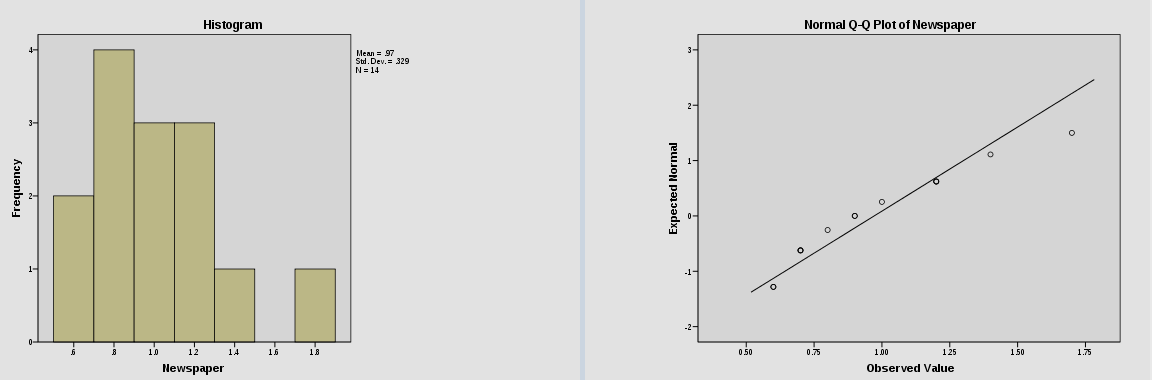 Histogram
Mean = .97
Std. Dev. = .329
N = 14
4
3
2
1
0
Frequency
.6
.8
1.0
1.2
1.4
1.6
1.8
Newspaper
Normal Q-Q Plot of Newspaper
3
2
1
0
-1
-2
Expected Normal
0.50
0.75
1.00
1.25
1.50
1.75
Observed Value